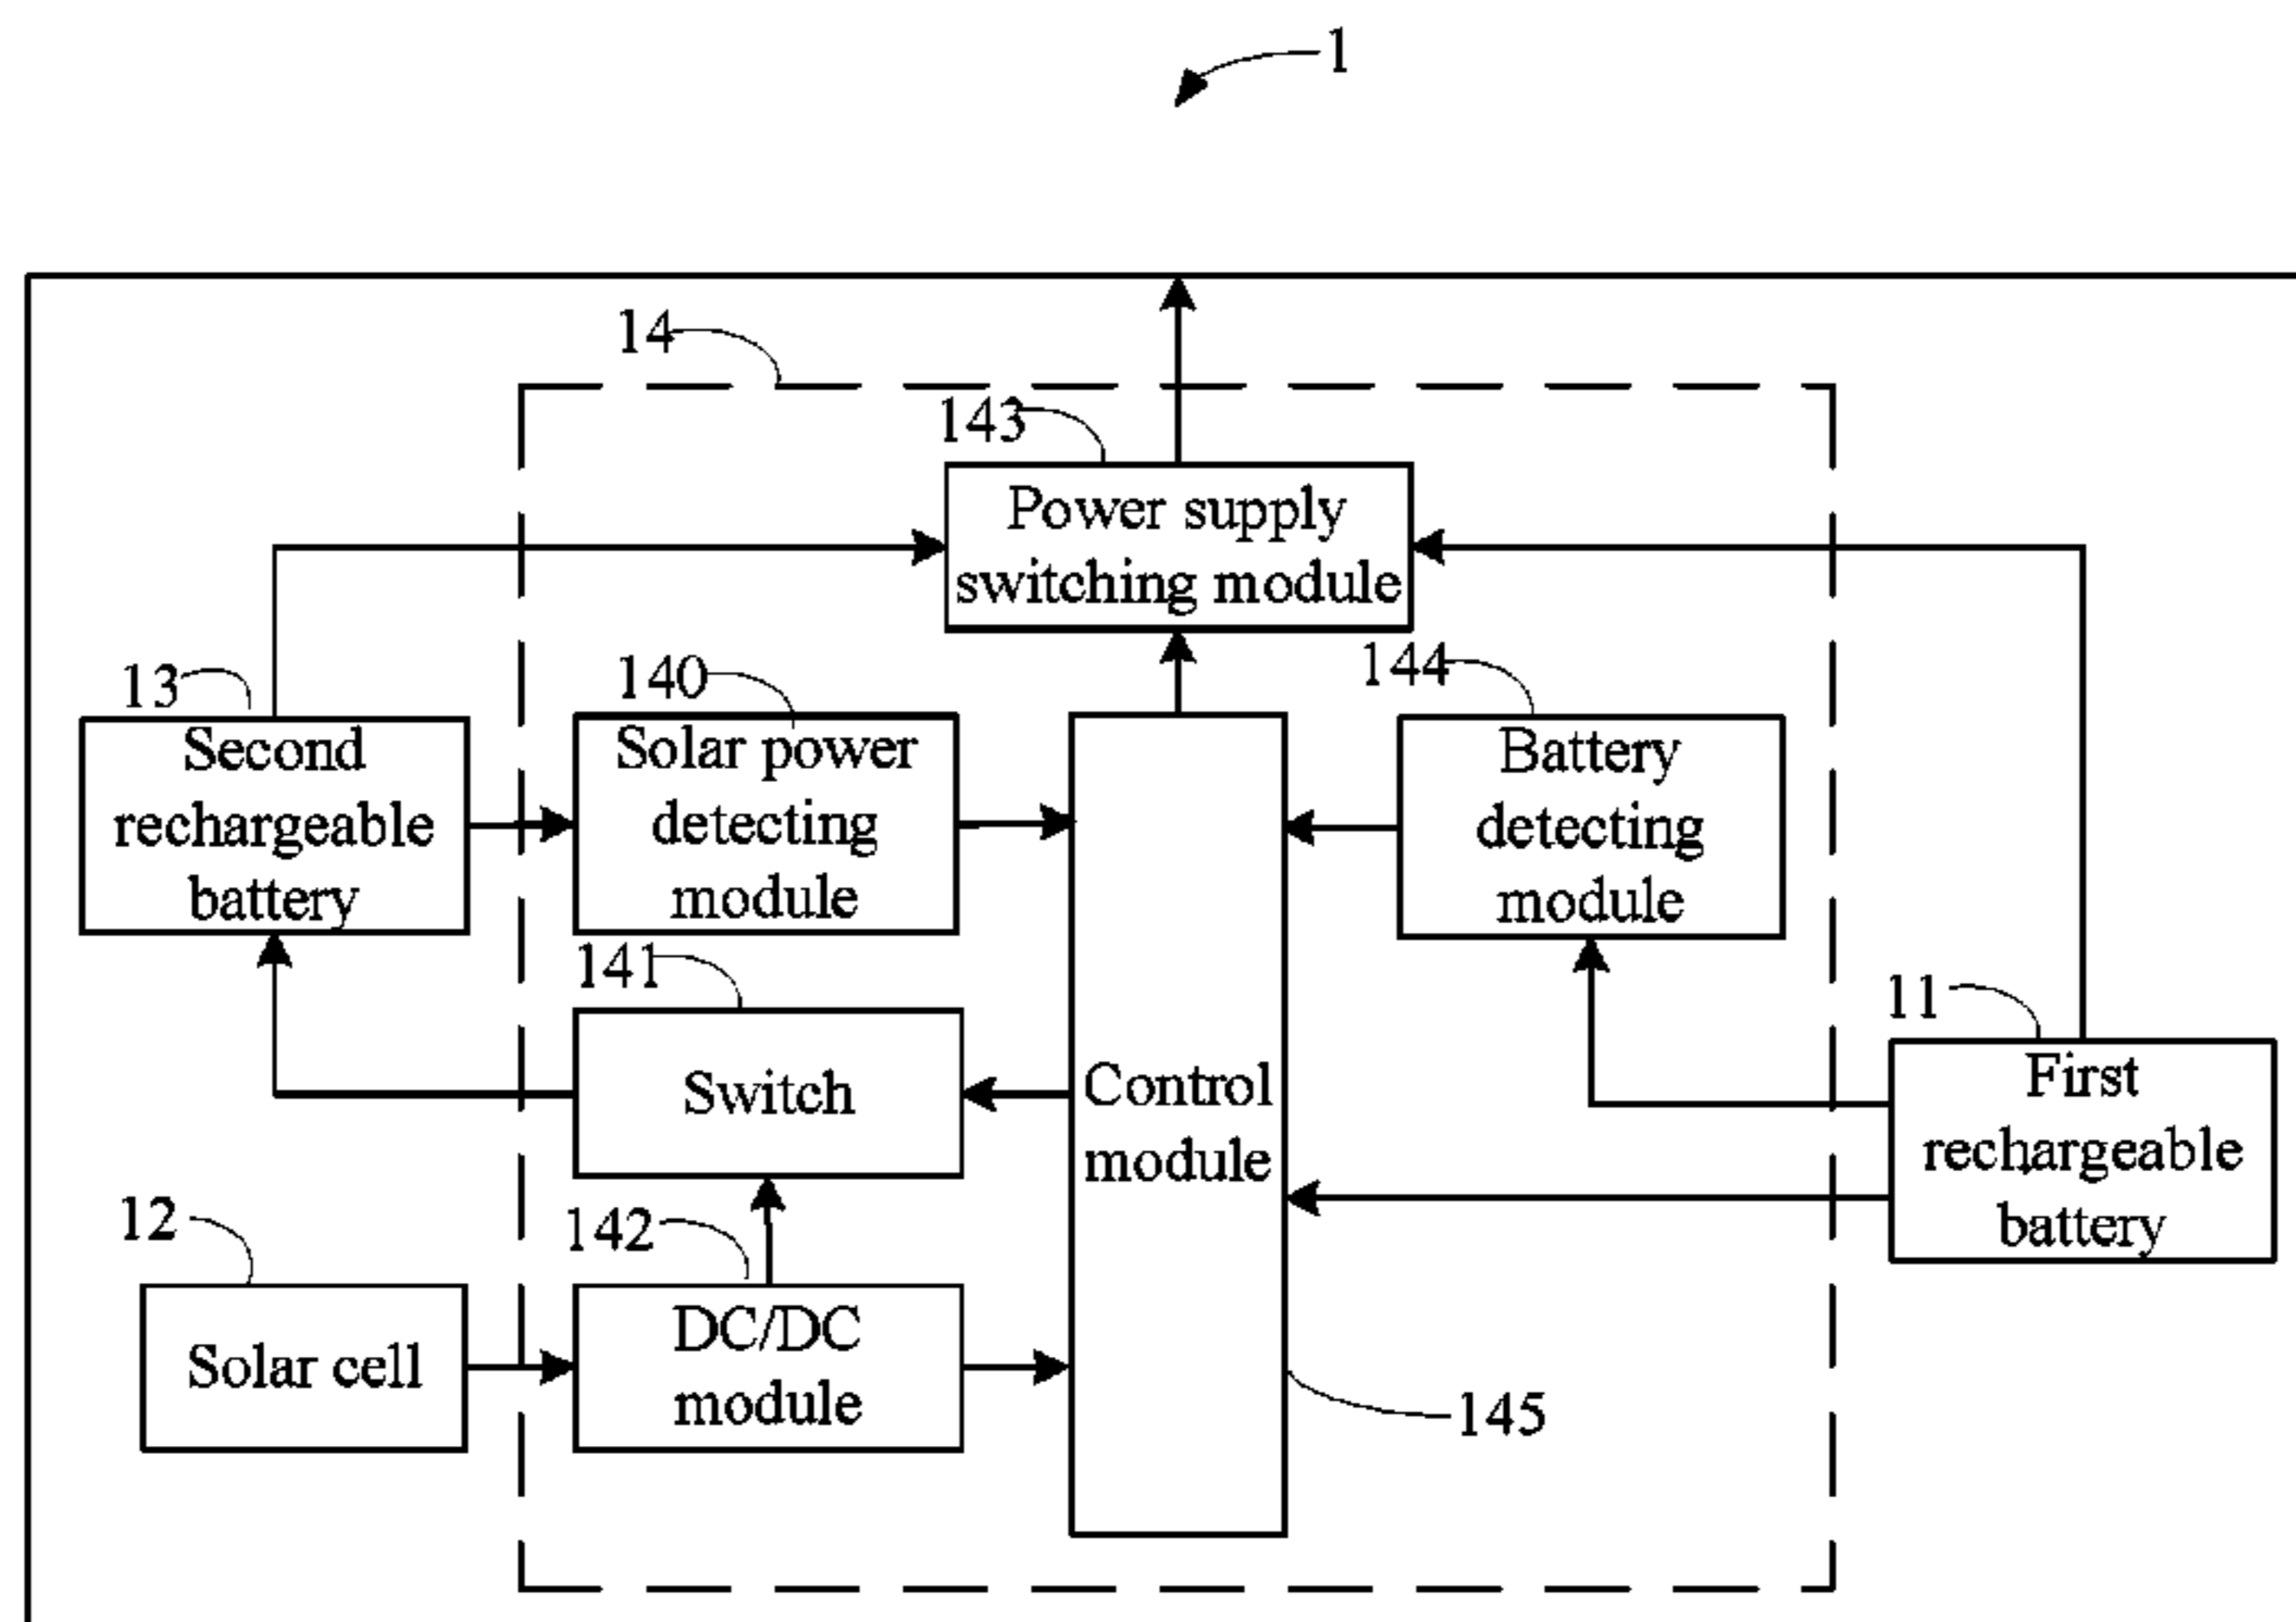 1
14
143
Power supply
switching module
13
140
144
Second
rechargeable
battery
Solar power
detecting
module
Battery
detecting
module
141
11
Switch
Control
module
First
rechargeable
battery
12
142
Solar cell
DC/DC
module
145